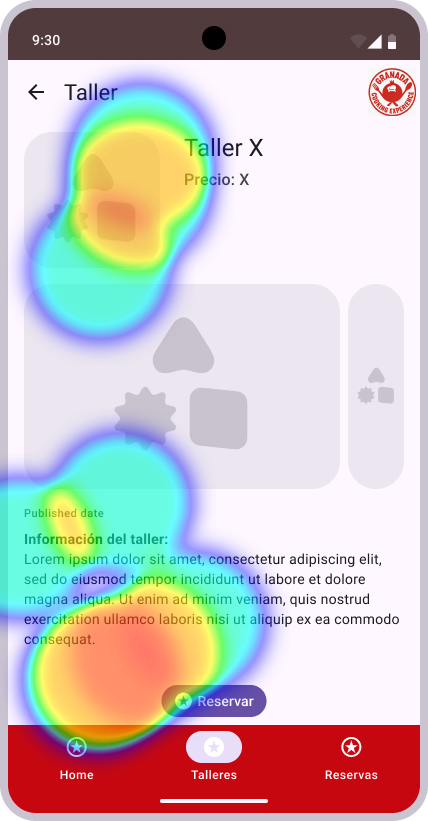 9:30
Taller
GRANADA
COOKING EXPERIENCE
Taller X
Precio: X
Published date
Información del taller:
Lorem ipsum dolor sit amet, consectetur adipiscing elit,
sed do eiusmod tempor incididunt ut labore et dolore
magna aliqua. Ut enim ad minim veniam, quis nostrud
exercitation ullamco laboris nisi ut aliquip ex ea commodo
consequat.
Reservar
Home
Talleres
Reservas